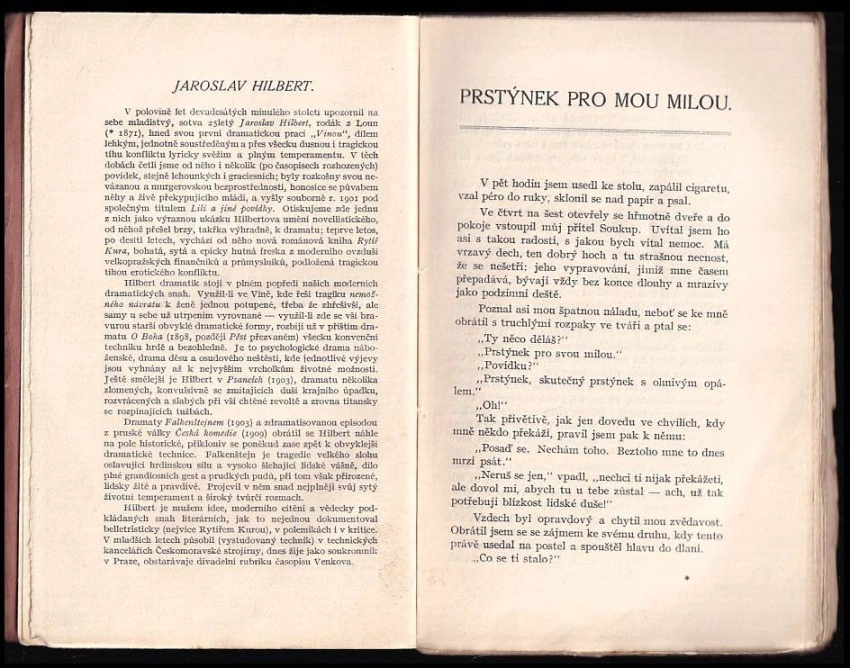 JAROSLAV HILBERT.
V polovině let devadesátých minulého století upozornil na
sebe mladistvý, sotva 25letý Jaroslav Hilbert, rodák z Loun
(* 1871), hned svou první dramatickou prací „Vinou“, dílem
lehkým, jednotně soustředěným a přes všecku dusnou i tragickou
tíhu konfliktu lyricky svěžím a plným temperamentu. V těch
dobách četli jsme od něho i několik (po časopisech rozhozených)
povídek, stejně lehounkých i graciesních; byly rozkošny svou ne-
vázanou a murgerovskou bezprostředností, honosíce se půvabem
něhy a živě překypujícího mládí, a vyšly souborně r. 1901 pod
společným titulem Lili a jiné povídky. Otiskujeme zde jednu
z nich jako výraznou ukázku Hilbertova umění novellistického,
od něhož přešel brzy, takřka výhradně, k dramatu; teprve letos,
po desíti letech, vychází od něho nová románová kniha Rytíř
Kura, bohatá, sytá a epicky hutná freska z moderního ovzduší
velkopražských finančníků a průmyslníků, podložená tragickou
tíhou erotického konfliktu.
Hilbert dramatik stojí v plném popředí našich moderních
dramatických snah. Využil-li ve Vině, kde řeší tragiku nemož-
ného návratu k ženě jednou potupené, třeba že zhřešivší, ale
samy u sebe už utrpením vyrovnané — využil-li zde se vší bra-
vurou starší obvyklé dramatické formy, rozbíjí už v příštím dra-
matu O Boha (1898, později Pěst přezvaném) všecku konvenční
techniku hrdě a bezohledně. Je to psychologické drama nábo-
ženské, drama děsu a osudového neštěstí, kde jednotlivé výjevy
jsou vyhnány až k nejvyšším vrcholkům životné možnosti.
Ještě smělejší je Hilbert v Psancích (1903), dramatu několika
zlomených, konvulsivně se zmítajících duší krajního úpadku,
rozvrácených a slabých při vší chtěné revoltě a zrovna titansky
se rozpínajících tužbách.
Dramaty Falkenštejnem (1903) a zdramatisovanou episodou
z pruské války Česká komedie (1909) obrátil se Hilbert náhle
na pole historické, přikloniv se poněkud zase zpět k obvyklejší
dramatické technice. Falkenštejn je tragedie velkého slohu
oslavující hrdinskou sílu a vysoko šlehající lidské vášně, dílo
plné grandiosních gest a prudkých pudů, při tom však přirozené,
lidsky žité a pravdivé. Projevil v něm snad nejplněji svůj sytý
životní temperament a široký tvůrčí rozmach.
Hilbert je mužem idee, moderního cítění a vědecky pod-
kládaných snah literárních, jak to nejednou dokumentoval
belletristicky (nejvíce Rytířem Kurou), v polemikách i v kritice.
V mladších letech působil (vystudovaný technik) v technických
kancelářích Českomoravské strojírny, dnes žije jako soukromník
v Praze, obstarávaje divadelní rubriku časopisu Venkova.
PRSTÝNEK PRO MOU MILOU.
V pět hodin jsem usedl ke stolu, zapálil cigaretu,
vzal péro do ruky, sklonil se nad papír a psal.
Ve čtvrt na šest otevřely se hřmotně dveře a do
pokoje vstoupil můj přítel Soukup. Uvítal jsem ho
asi s takou radostí, s jakou bych vítal nemoc. Má
vrzavý dech, ten dobrý hoch a tu strašnou necnost,
že se nešetří: jeho vypravování, jímiž mne časem
přepadává, bývají vždy bez konce dlouhy a mrazivy
jako podzimní deště.
Poznal asi mou špatnou náladu, neboť se ke mně
obrátil s truchlými rozpaky ve tváři a ptal se:
„Ty něco děláš?“
„Prstýnek pro svou milou.“
„Povídku?“
„Prstýnek, skutečný prstýnek s ohnivým opá-
lem.“
„Oh!“
Tak přívětivě, jak jen dovedu ve chvílích, kdy
mně někdo překáží, pravil jsem pak k němu:
„Posaď se. Nechám toho. Beztoho mne to dnes
mrzí psát.“
„Neruš se jen,“ vpadl, „nechci ti nijak překážeti,
ale dovol mi, abych tu u tebe zůstal — ach, už tak
potřebuji blízkost lidské duše!“
Vzdech byl opravdový a chytil mou zvědavost.
Obrátil jsem se se zájmem ke svému druhu, kdy tento
právě usedal na postel a spouštěl hlavu do dlaní.
„Co se ti stalo?“
*